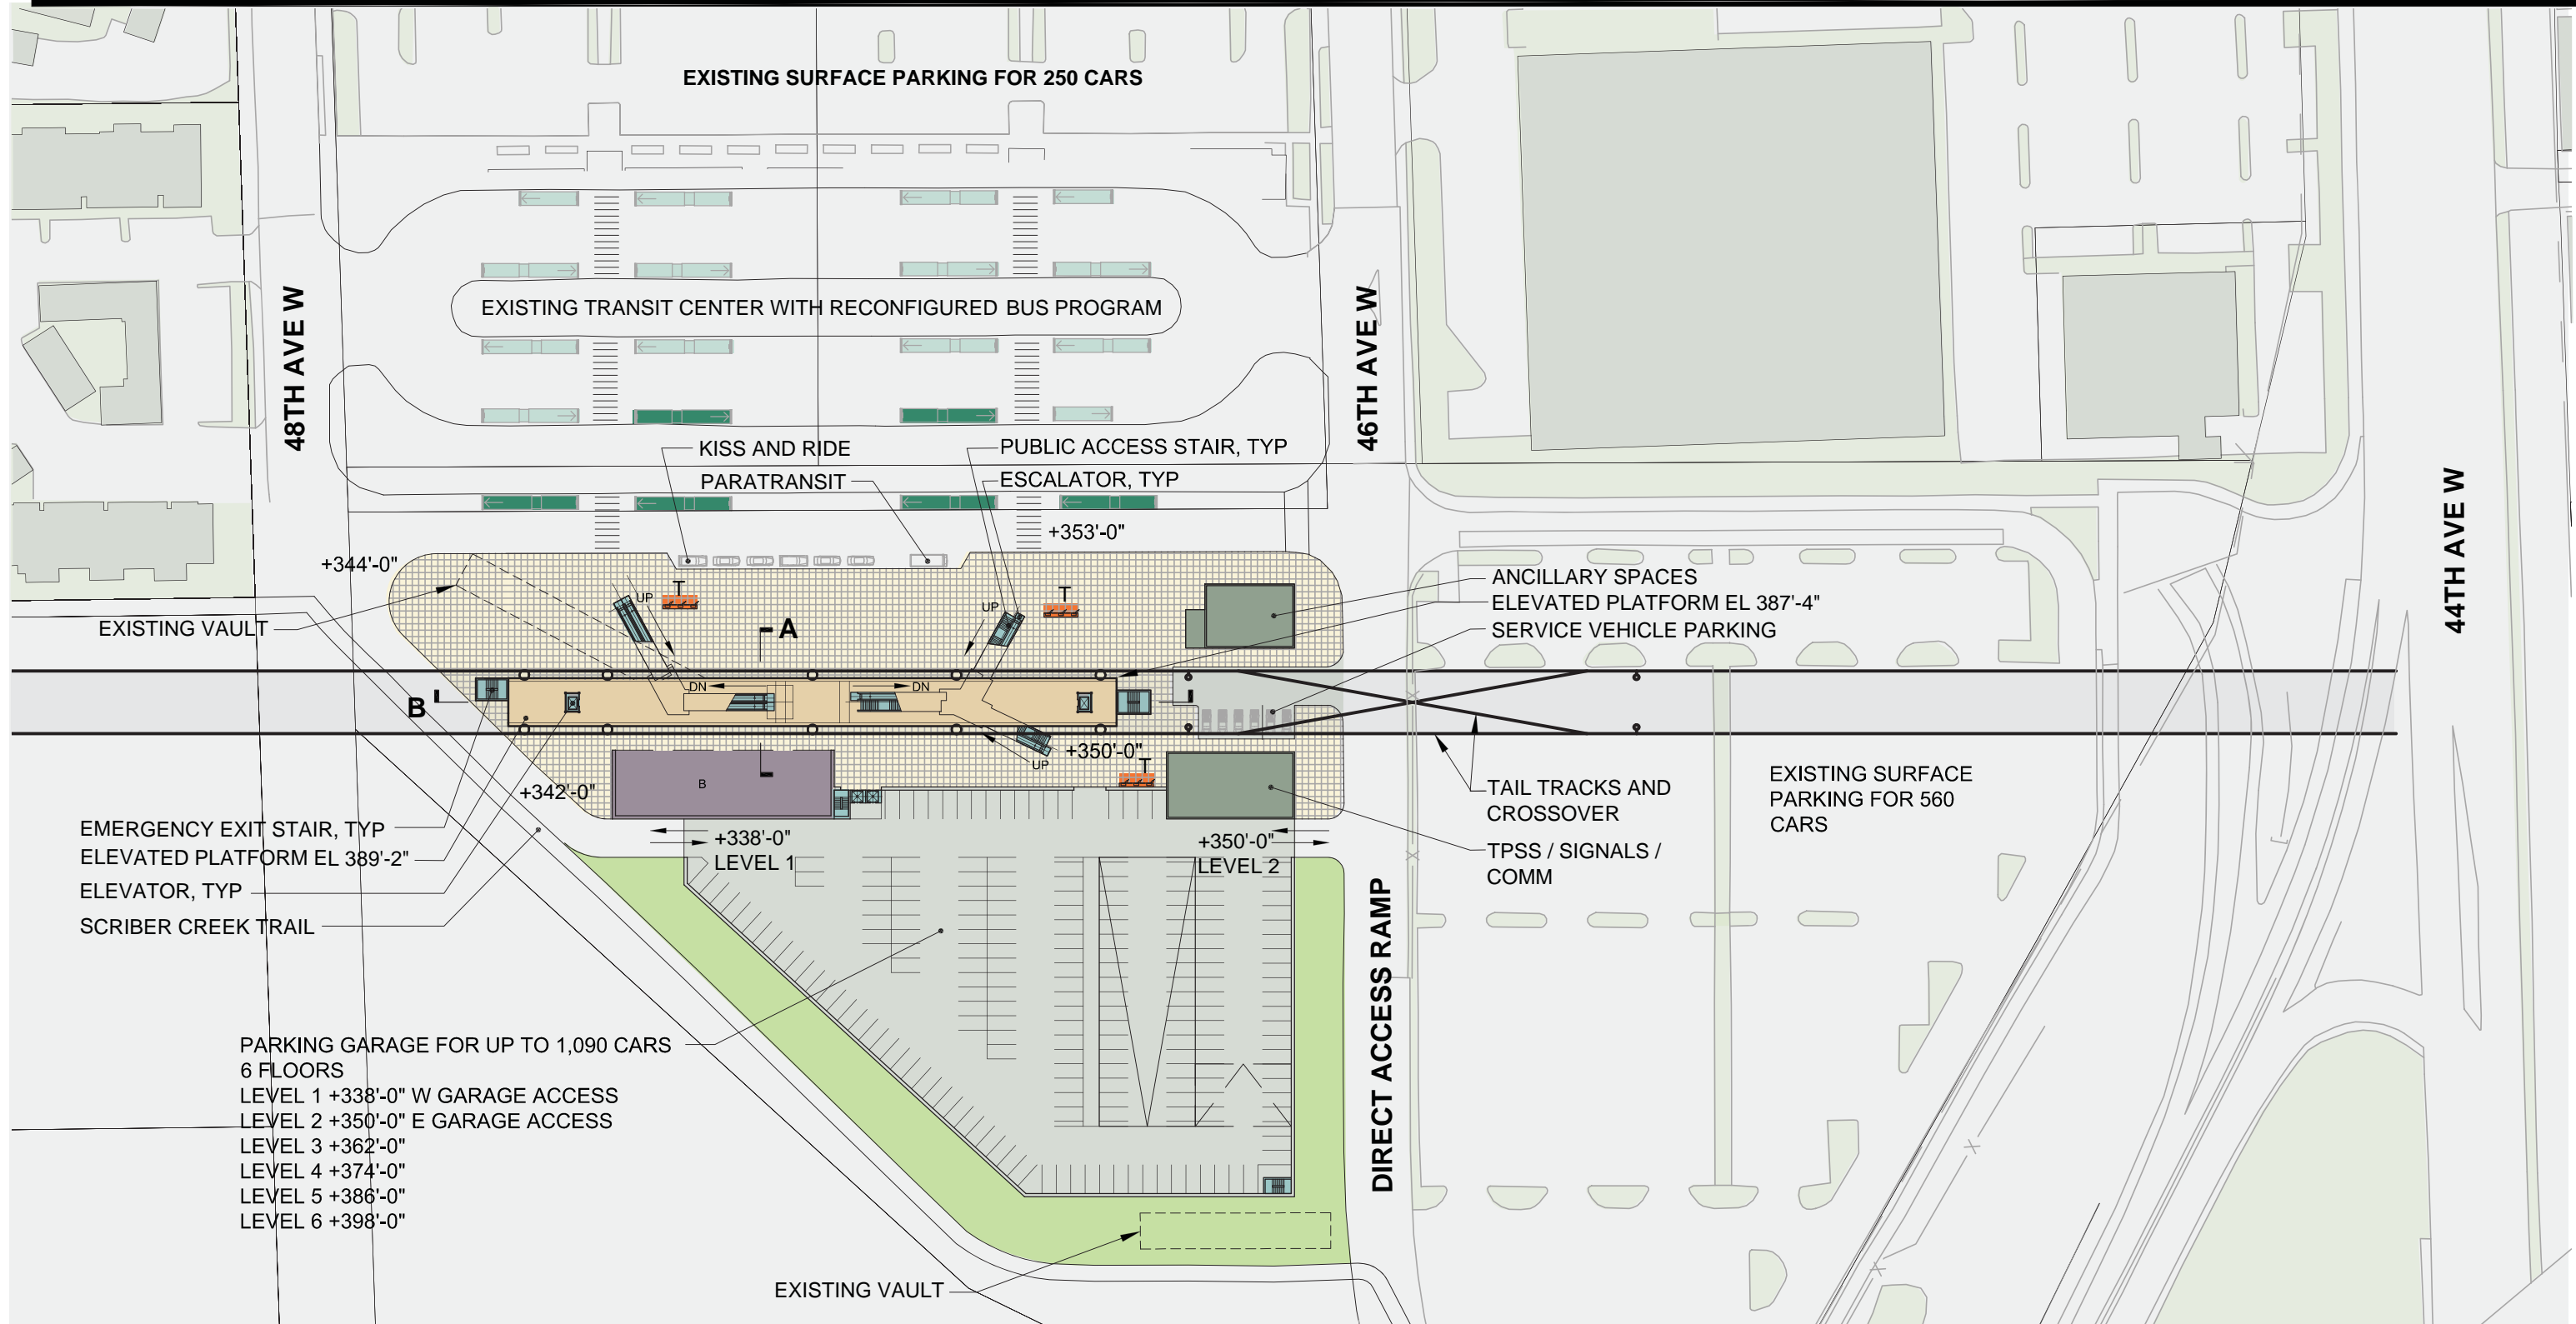 EXISTING SURFACE PARKING FOR 250 CARS
EXISTING TRANSIT CENTER WITH RECONFIGURED BUS PROGRAM
48TH AVE W
46TH AVE W
44TH AVE W
KISS AND RIDE
PARATRANSIT
PUBLIC ACCESS STAIR, TYP
ESCALATOR, TYP
+353'-0"
+344'-0"
EXISTING VAULT
UP
T
A
UP
T
ANCILLARY SPACES
ELEVATED PLATFORM EL 387'-4"
SERVICE VEHICLE PARKING
B
DN
DN
+350'-0"
UP
T
B
+342'-0"
TAIL TRACKS AND
CROSSOVER
EXISTING SURFACE
PARKING FOR 560
CARS
EMERGENCY EXIT STAIR, TYP
ELEVATED PLATFORM EL 389'-2"
ELEVATOR, TYP
SCRIBER CREEK TRAIL
+338'-0"
LEVEL 1
+350'-0"
LEVEL 2
TPSS / SIGNALS /
COMM
DIRECT ACCESS RAMP
PARKING GARAGE FOR UP TO 1,090 CARS
6 FLOORS
LEVEL 1 +338'-0" W GARAGE ACCESS
LEVEL 2 +350'-0" E GARAGE ACCESS
LEVEL 3 +362'-0"
LEVEL 4 +374'-0"
LEVEL 5 +386'-0"
LEVEL 6 +398'-0"
EXISTING VAULT